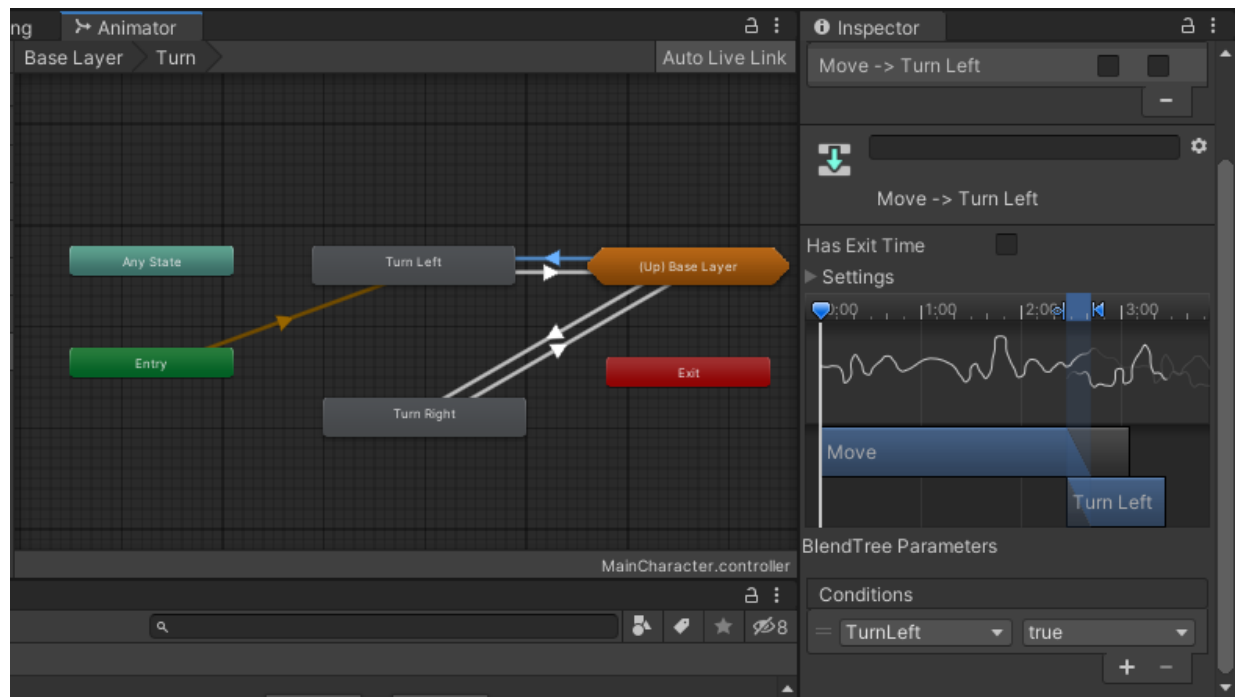 ng
Animator
Base Layer
Turn
Auto Live Link
Any State
Turn Left
(Up) Base Layer
Entry
Exit
Turn Right
MainCharacter.controller
8
Inspector
Move -> Turn Left
Move -> Turn Left
Has Exit Time
Settings
0:00 1:00 2:00 3:00
Move
Turn Left
BlendTree Parameters
Conditions
TurnLeft true